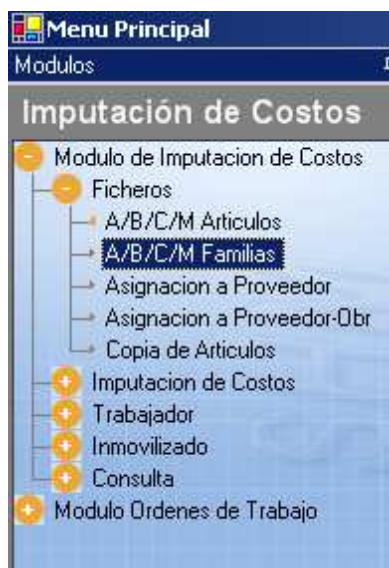 Menu Principal
Modulos
Imputación de Costos
Modulo de Imputacion de Costos
Ficheros
A/B/C/M Articulos
A/B/C/M Familias
Asignacion a Proveedor
Asignacion a Proveedor-Obr
Copia de Articulos
Imputacion de Costos
Trabajador
Inmovilizado
Consulta
Modulo Ordenes de Trabajo